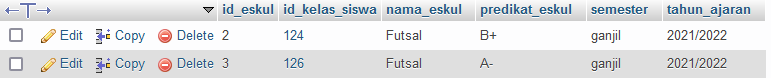 id_eskul id_kelas_siswa nama_eskul predikat_eskul semester tahun_ajaran
Edit Copy Delete 2 124 Futsal B+ ganjil 2021/2022
Edit Copy Delete 3 126 Futsal A- ganjil 2021/2022